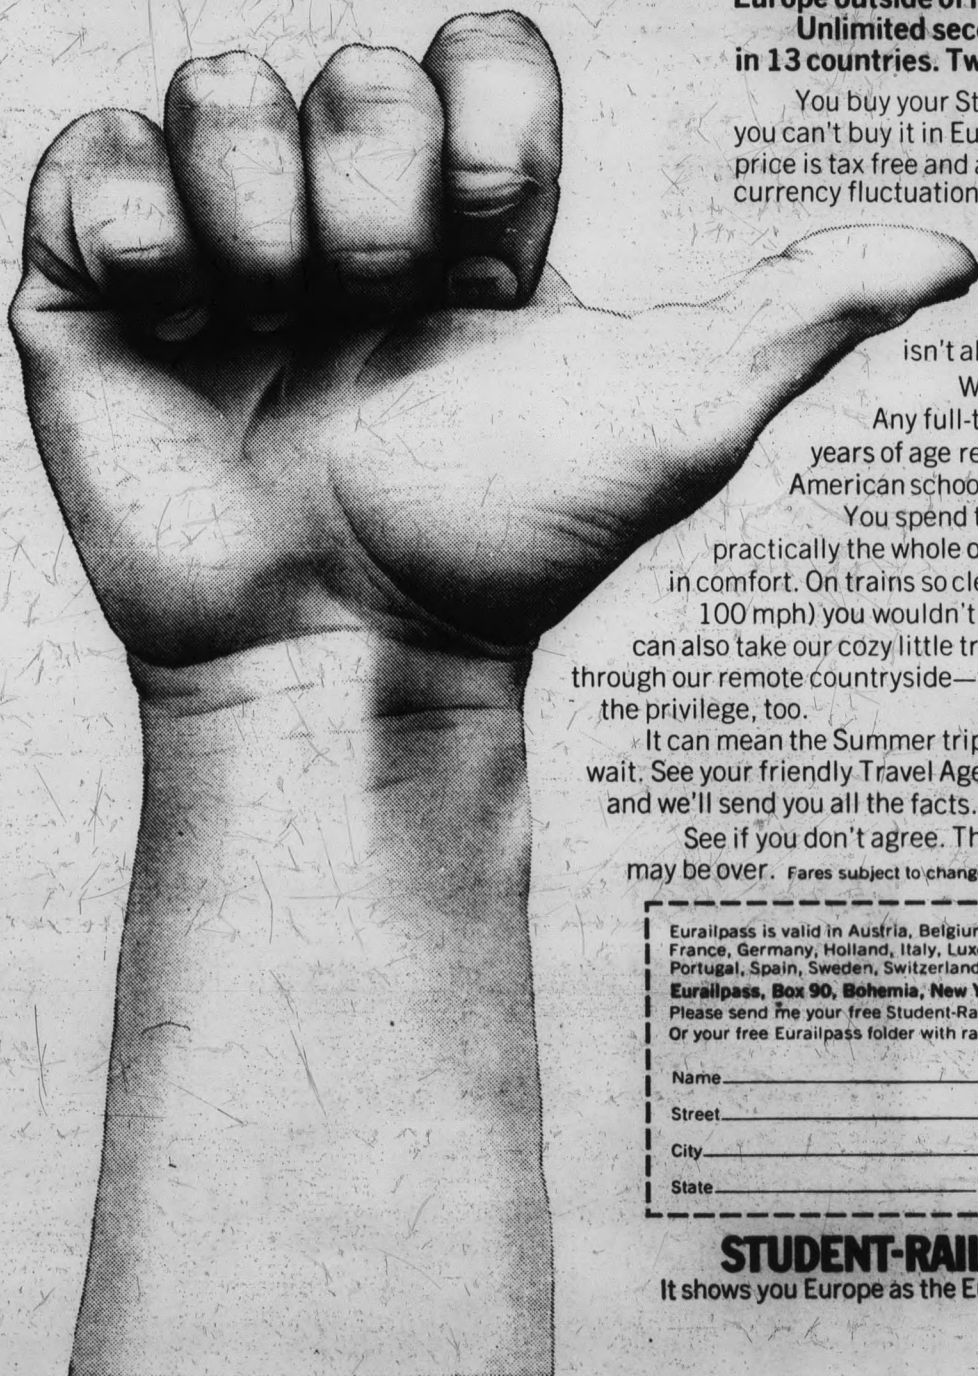 Europe outside of
Unlimited sec
in 13 countries. Tw
You buy your St
you can't buy it in Eu
price is tax free and a
currency fluctuation
isn't al
W
Any full-t
years of age re
American schoo
You spend t
practically the whole o
in comfort. On trains so cle
100 mph) you wouldn't
can also take our cozy little tr
through our remote countryside—
the privilege, too.
It can mean the Summer trip
wait. See your friendly Travel Age
and we'll send you all the facts.
See if you don't agree. Th
may be over. Fares subject to chang
Eurailpass is valid in Austria, Belgium
France, Germany, Holland, Italy, Lux
Portugal, Spain, Sweden, Switzerland
Eurailpass, Box 90, Bohemia, New Y
Please send me your free Student-Ra
Or your free Eurailpass folder with ra
Name
Street
City
State
STUDENT-RAIL
It shows you Europe as the E